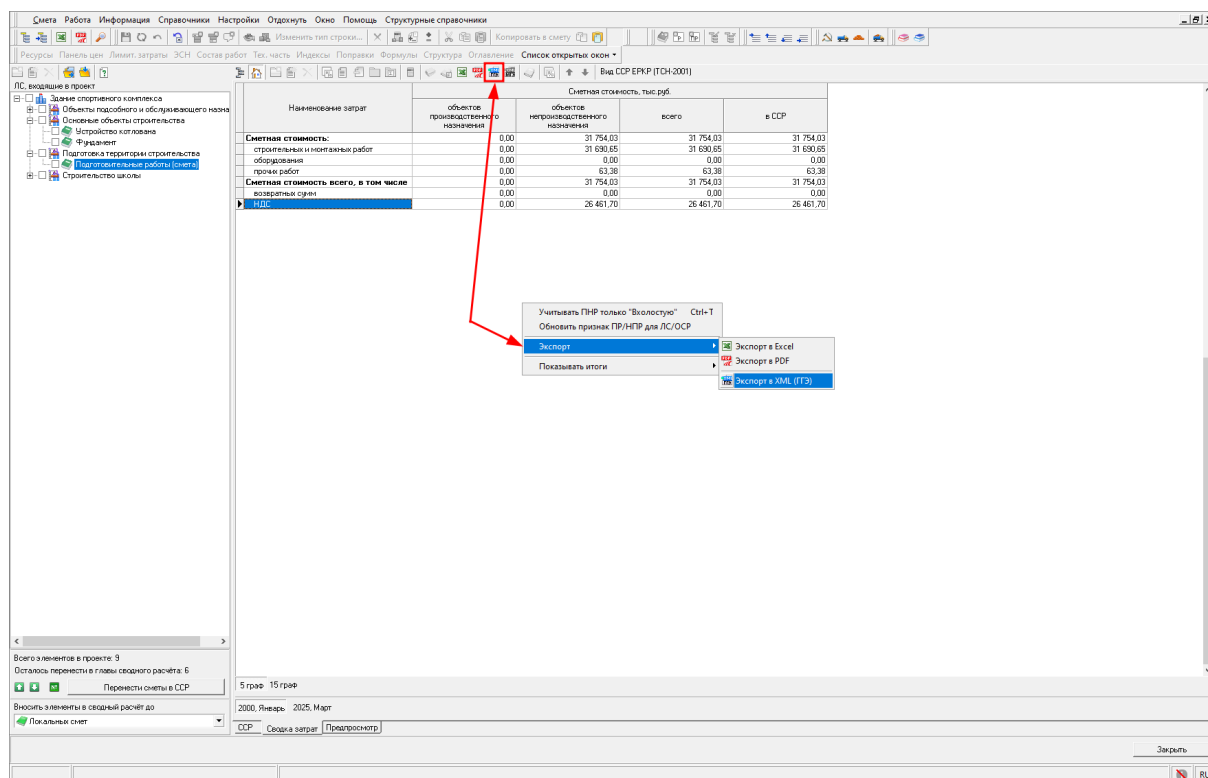 Смета Работа Информация Справочники Настройки Отдохнуть Окно Помощь Структурные справочники
Изменить тип строки... Копировать в смету
Ресурсы Панель цен Лимит. затраты ЭСН Состав работ Тех. часть Индексы Поправки Формулы Структура Оглавление Список открытых окон
Вид ССР ЕРКР (ТСН-2001)
ЛС, входящие в проект
Здание спортивного комплекса
Объекты подсобного и обслуживающего назна
Основные объекты строительства
Устройство котлована
Фундамент
Подготовка территории строительства
Подготовительные работы (смета)
Строительство школы
Наименование затрат
Сметная стоимость, тыс.руб.
объектов производственного назначения
объектов непроизводственного назначения
всего
в ССР
Сметная стоимость: 0,00 31 754,03 31 754,03 31 754,03
строительных и монтажных работ 0,00 31 690,65 31 690,65 31 690,65
оборудования 0,00 0,00 0,00 0,00
прочих работ 0,00 63,38 63,38 63,38
Сметная стоимость всего, в том числе 0,00 31 754,03 31 754,03 31 754,03
возвратных сумм 0,00 0,00 0,00 0,00
НДС 0,00 26 461,70 26 461,70 26 461,70
Учитывать ПНР только "Вхолостую" Ctrl+T
Обновить признак ПР/НПР для ЛС/ОСР
Экспорт
Показывать итоги
Экспорт в Excel
Экспорт в PDF
Экспорт в XML (ГГЭ)
Всего элементов в проекте: 9
Осталось перенести в главы сводного расчёта: 6
Перенести сметы в ССР
Вносить элементы в сводный расчёт до
Локальных смет
5 граф 15 граф
2000, Январь 2025, Март
ССР Сводка затрат Предпросмотр
Закрыть
RU